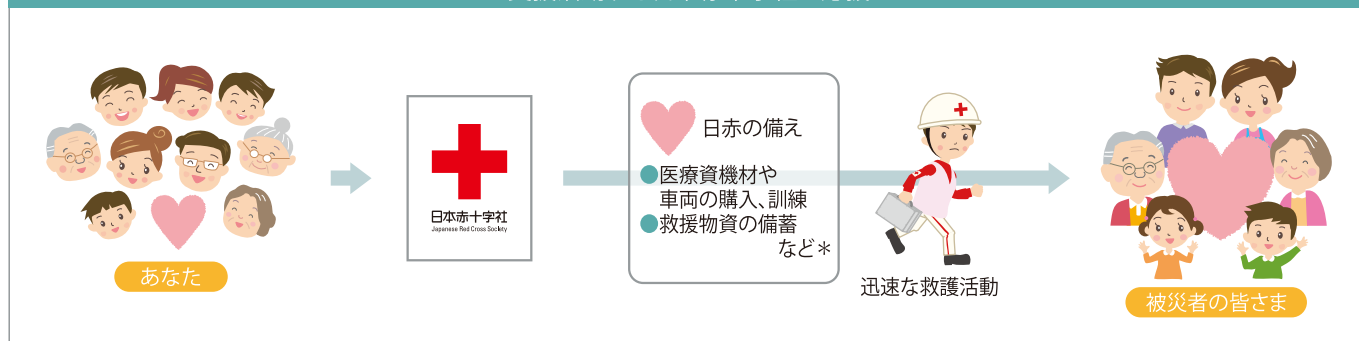 あなた
日本赤十字社
Japanese Red Cross Society
日赤の備え
●医療資機材や
車両の購入、訓練
●救援物資の備蓄
など＊
迅速な救護活動
被災者の皆さま